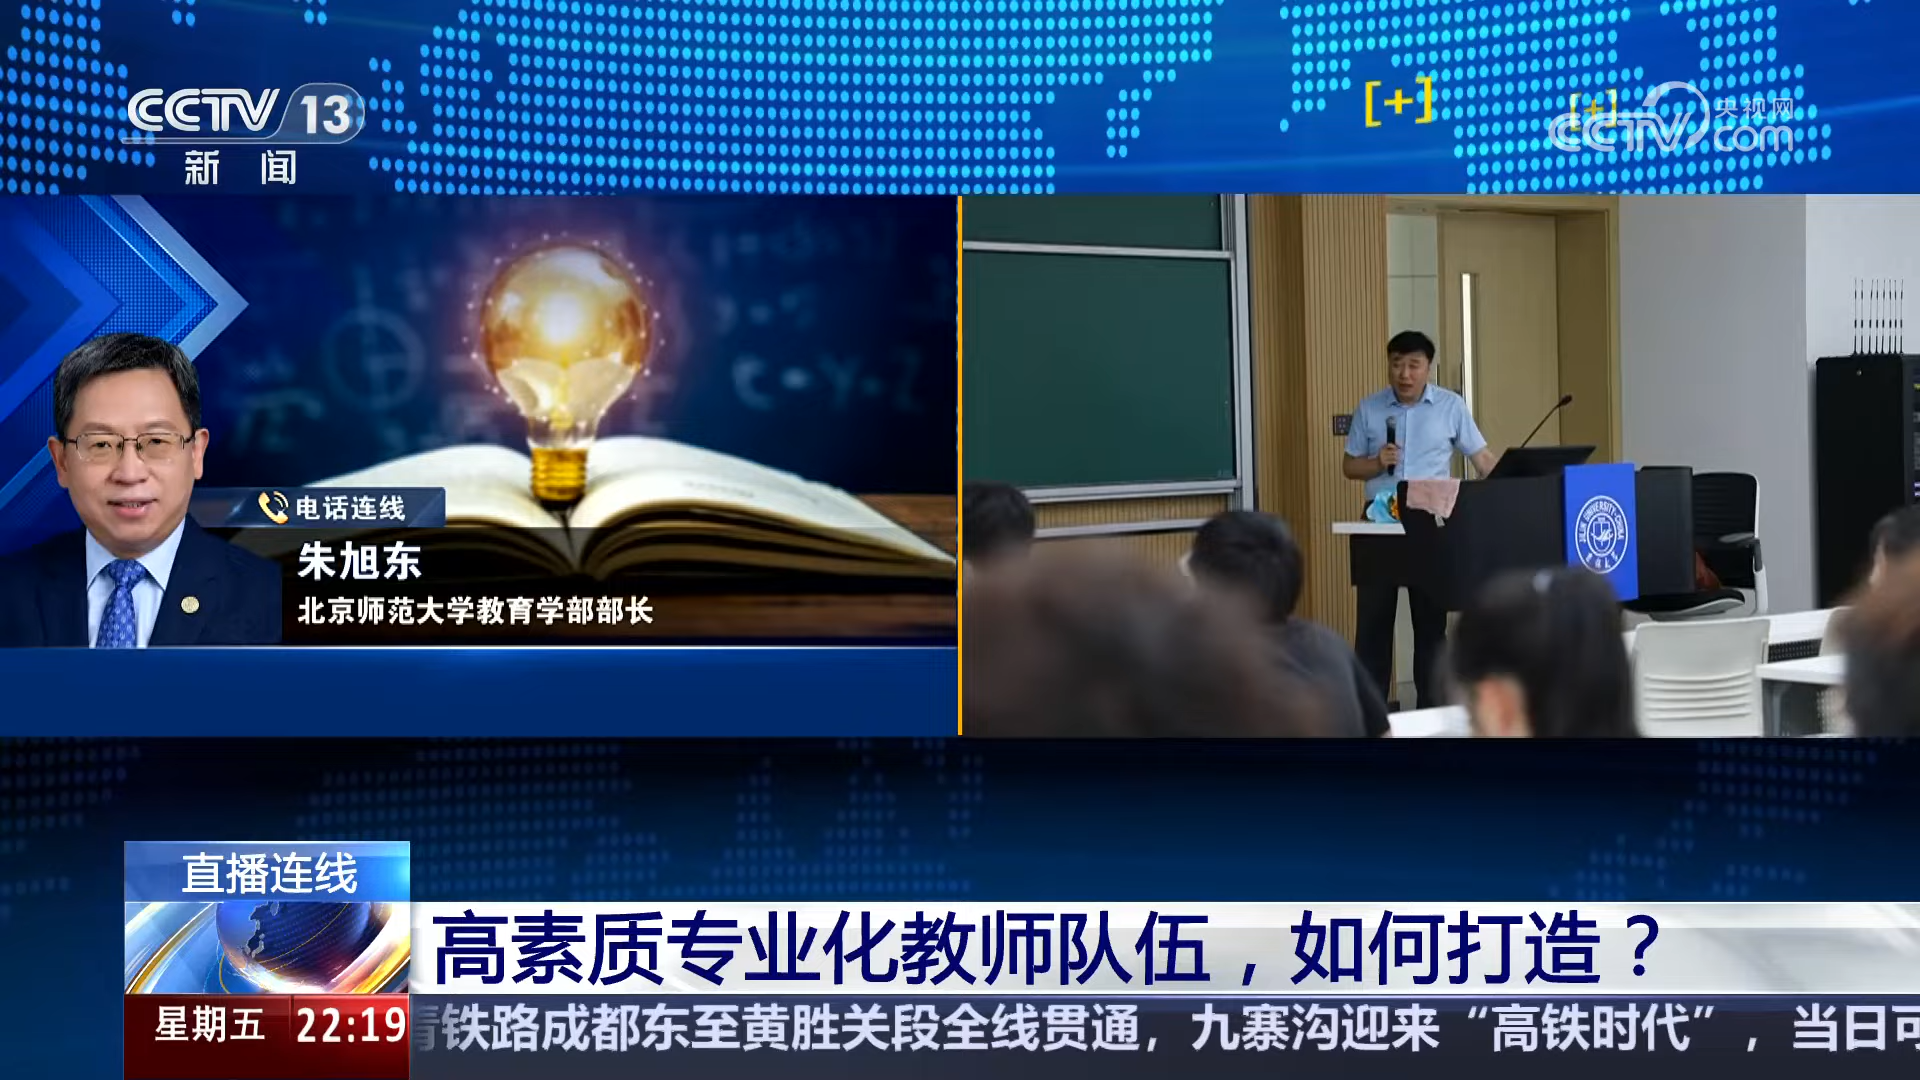 CCTV 13
新闻
央视网
CCTV.com
[+]
[+]
电话连线
朱旭东
北京师范大学教育学部部长
JILIN UNIVERSITY·CHINA
直播连线
高素质专业化教师队伍，如何打造？
星期五 22:19
青铁路成都东至黄胜关段全线贯通，九寨沟迎来“高铁时代”，当日可